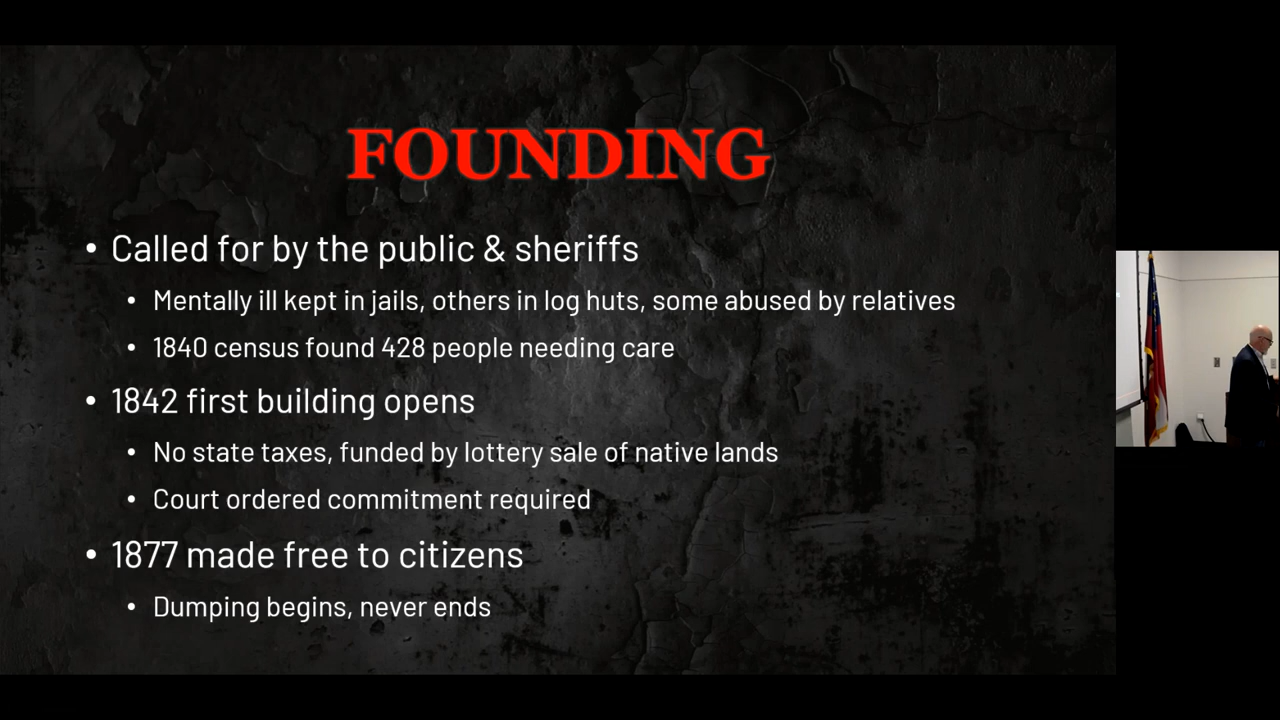 FOUNDING
• Called for by the public & sheriffs
• Mentally ill kept in jails, others in log huts, some abused by relatives
• 1840 census found 428 people needing care
• 1842 first building opens
• No state taxes, funded by lottery sale of native lands
• Court ordered commitment required
• 1877 made free to citizens
• Dumping begins, never ends